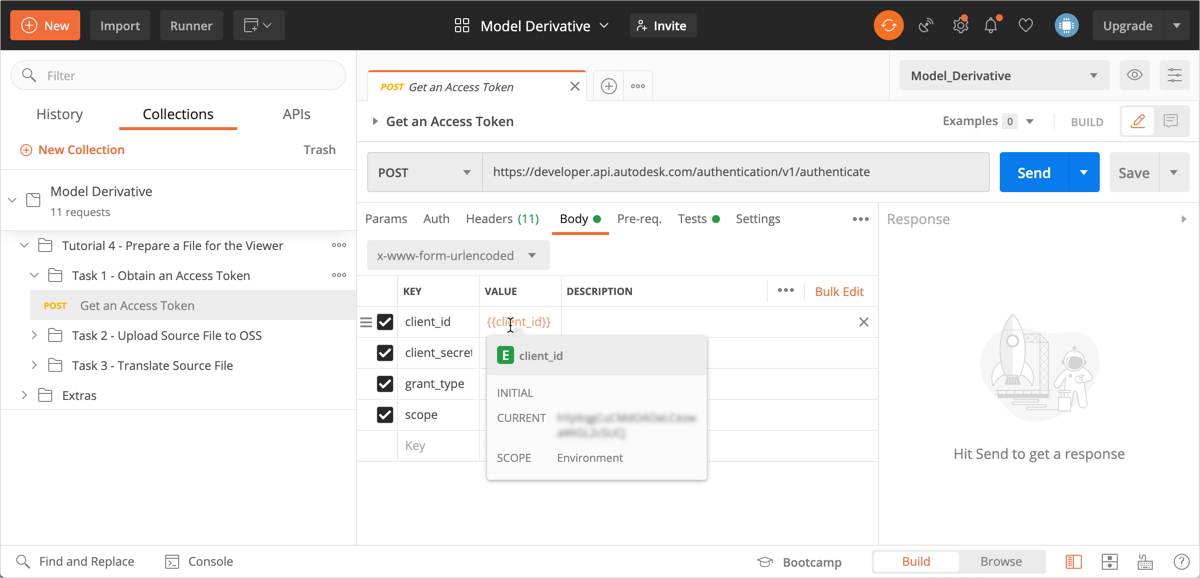 New
Import
Runner
Model Derivative
Invite
Upgrade
Filter
History
Collections
APIs
New Collection
Trash
Model Derivative
11 requests
Tutorial 4 - Prepare a File for the Viewer
Task 1 - Obtain an Access Token
POST Get an Access Token
Task 2 - Upload Source File to OSS
Task 3 - Translate Source File
Extras
POST Get an Access Token
Model_Derivative
Get an Access Token
Examples 0
BUILD
POST
https://developer.api.autodesk.com/authentication/v1/authenticate
Send
Save
Params Auth Headers (11) Body Pre-req. Tests Settings
x-www-form-urlencoded
KEY VALUE DESCRIPTION
Bulk Edit
client_id {{client_id}}
client_secret
grant_type
scope
Key
E client_id
INITIAL
CURRENT
SCOPE Environment
Response
Hit Send to get a response
Find and Replace
Console
Bootcamp
Build
Browse